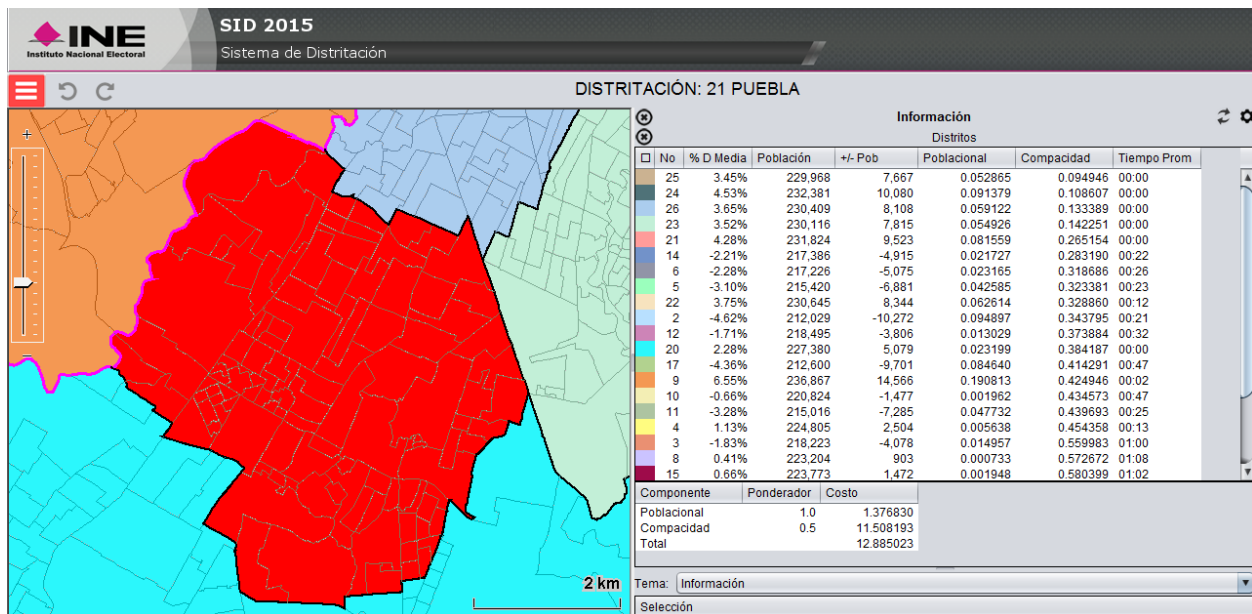 INE
Instituto Nacional Electoral
SID 2015
Sistema de Distritación
DISTRITACIÓN: 21 PUEBLA
+
−
2 km
Información
Distritos
No % D Media Población +/- Pob Poblacional Compacidad Tiempo Prom
25 3.45% 229,968 7,667 0.052865 0.094946 00:00
24 4.53% 232,381 10,080 0.091379 0.108607 00:00
26 3.65% 230,409 8,108 0.059122 0.133389 00:00
23 3.52% 230,116 7,815 0.054926 0.142251 00:00
21 4.28% 231,824 9,523 0.081559 0.265154 00:00
14 -2.21% 217,386 -4,915 0.021727 0.283190 00:22
6 -2.28% 217,226 -5,075 0.023165 0.318686 00:26
5 -3.10% 215,420 -6,881 0.042585 0.323381 00:23
22 3.75% 230,645 8,344 0.062614 0.328860 00:12
2 -4.62% 212,029 -10,272 0.094897 0.343795 00:21
12 -1.71% 218,495 -3,806 0.013029 0.373884 00:32
20 2.28% 227,380 5,079 0.023199 0.384187 00:00
17 -4.36% 212,600 -9,701 0.084640 0.414291 00:47
9 6.55% 236,867 14,566 0.190813 0.424946 00:02
10 -0.66% 220,824 -1,477 0.001962 0.434573 00:47
11 -3.28% 215,016 -7,285 0.047732 0.439693 00:25
4 1.13% 224,805 2,504 0.005638 0.454358 00:13
3 -1.83% 218,223 -4,078 0.014957 0.559983 01:00
8 0.41% 223,204 903 0.000733 0.572672 01:08
15 0.66% 223,773 1,472 0.001948 0.580399 01:02
Componente Ponderador Costo
Poblacional 1.0 1.376830
Compacidad 0.5 11.508193
Total 12.885023
Tema: Información
Selección